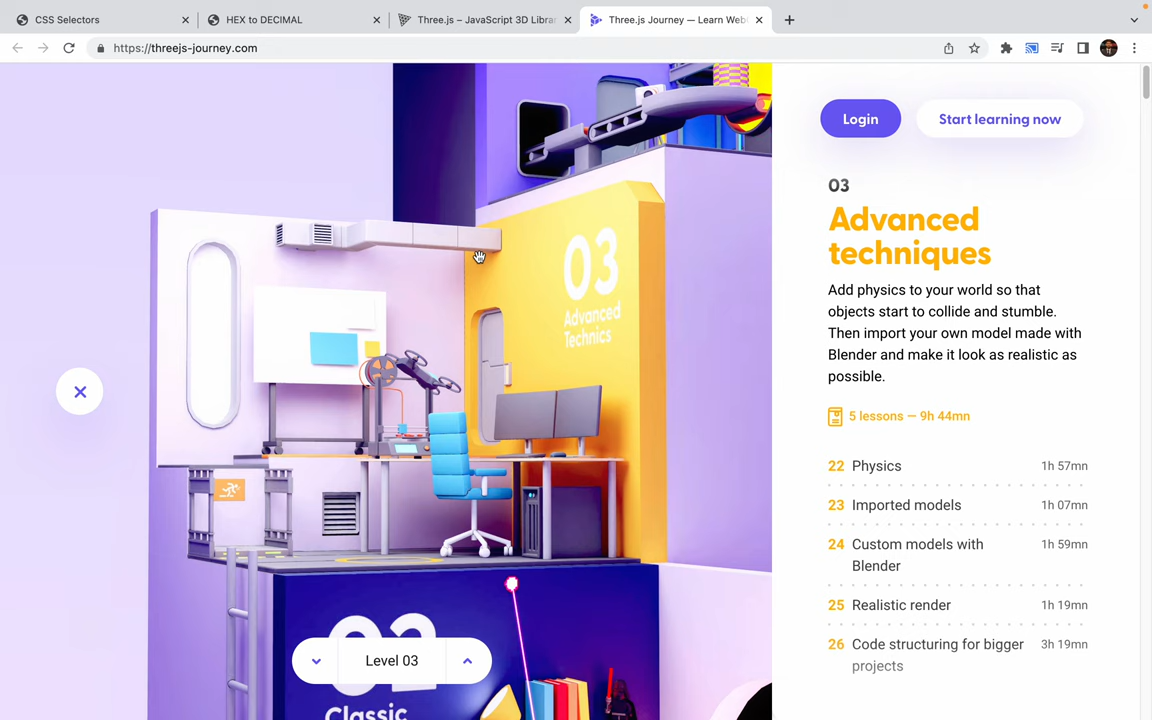 CSS Selectors
HEX to DECIMAL
Three.js – JavaScript 3D Librar
Three.js Journey — Learn Web
https://threejs-journey.com
Login
Start learning now
03
Advanced
techniques
Add physics to your world so that
objects start to collide and stumble.
Then import your own model made with
Blender and make it look as realistic as
possible.
5 lessons — 9h 44mn
22 Physics 1h 57mn
23 Imported models 1h 07mn
24 Custom models with 1h 59mn
Blender
25 Realistic render 1h 19mn
26 Code structuring for bigger 3h 19mn
projects
03
Advanced
Technics
02
Classic
Level 03